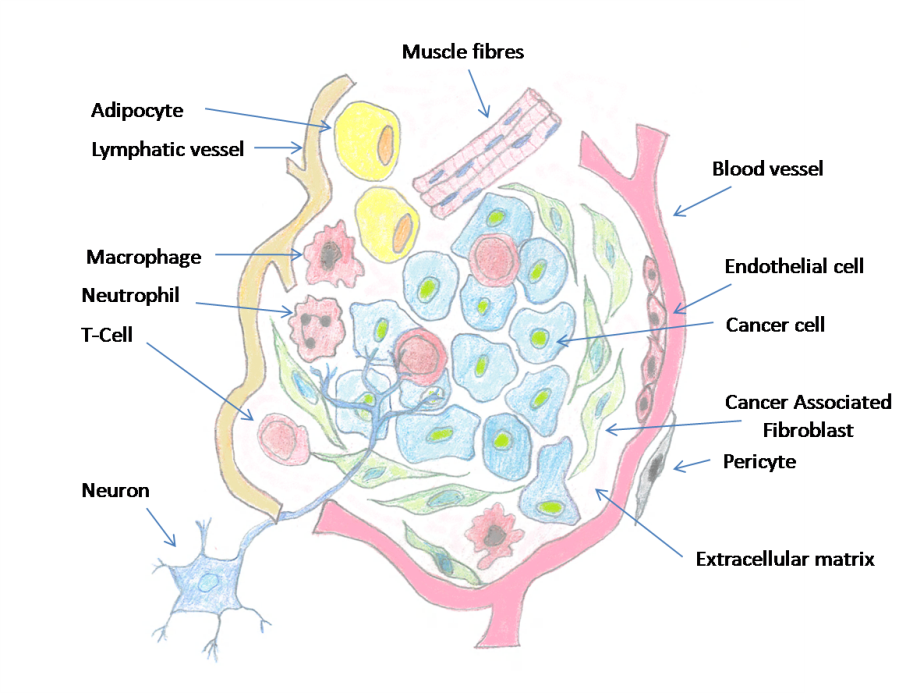 Muscle fibres
Adipocyte
Lymphatic vessel
Blood vessel
Macrophage
Endothelial cell
Neutrophil
Cancer cell
T-Cell
Cancer Associated
Fibroblast
Pericyte
Neuron
Extracellular matrix